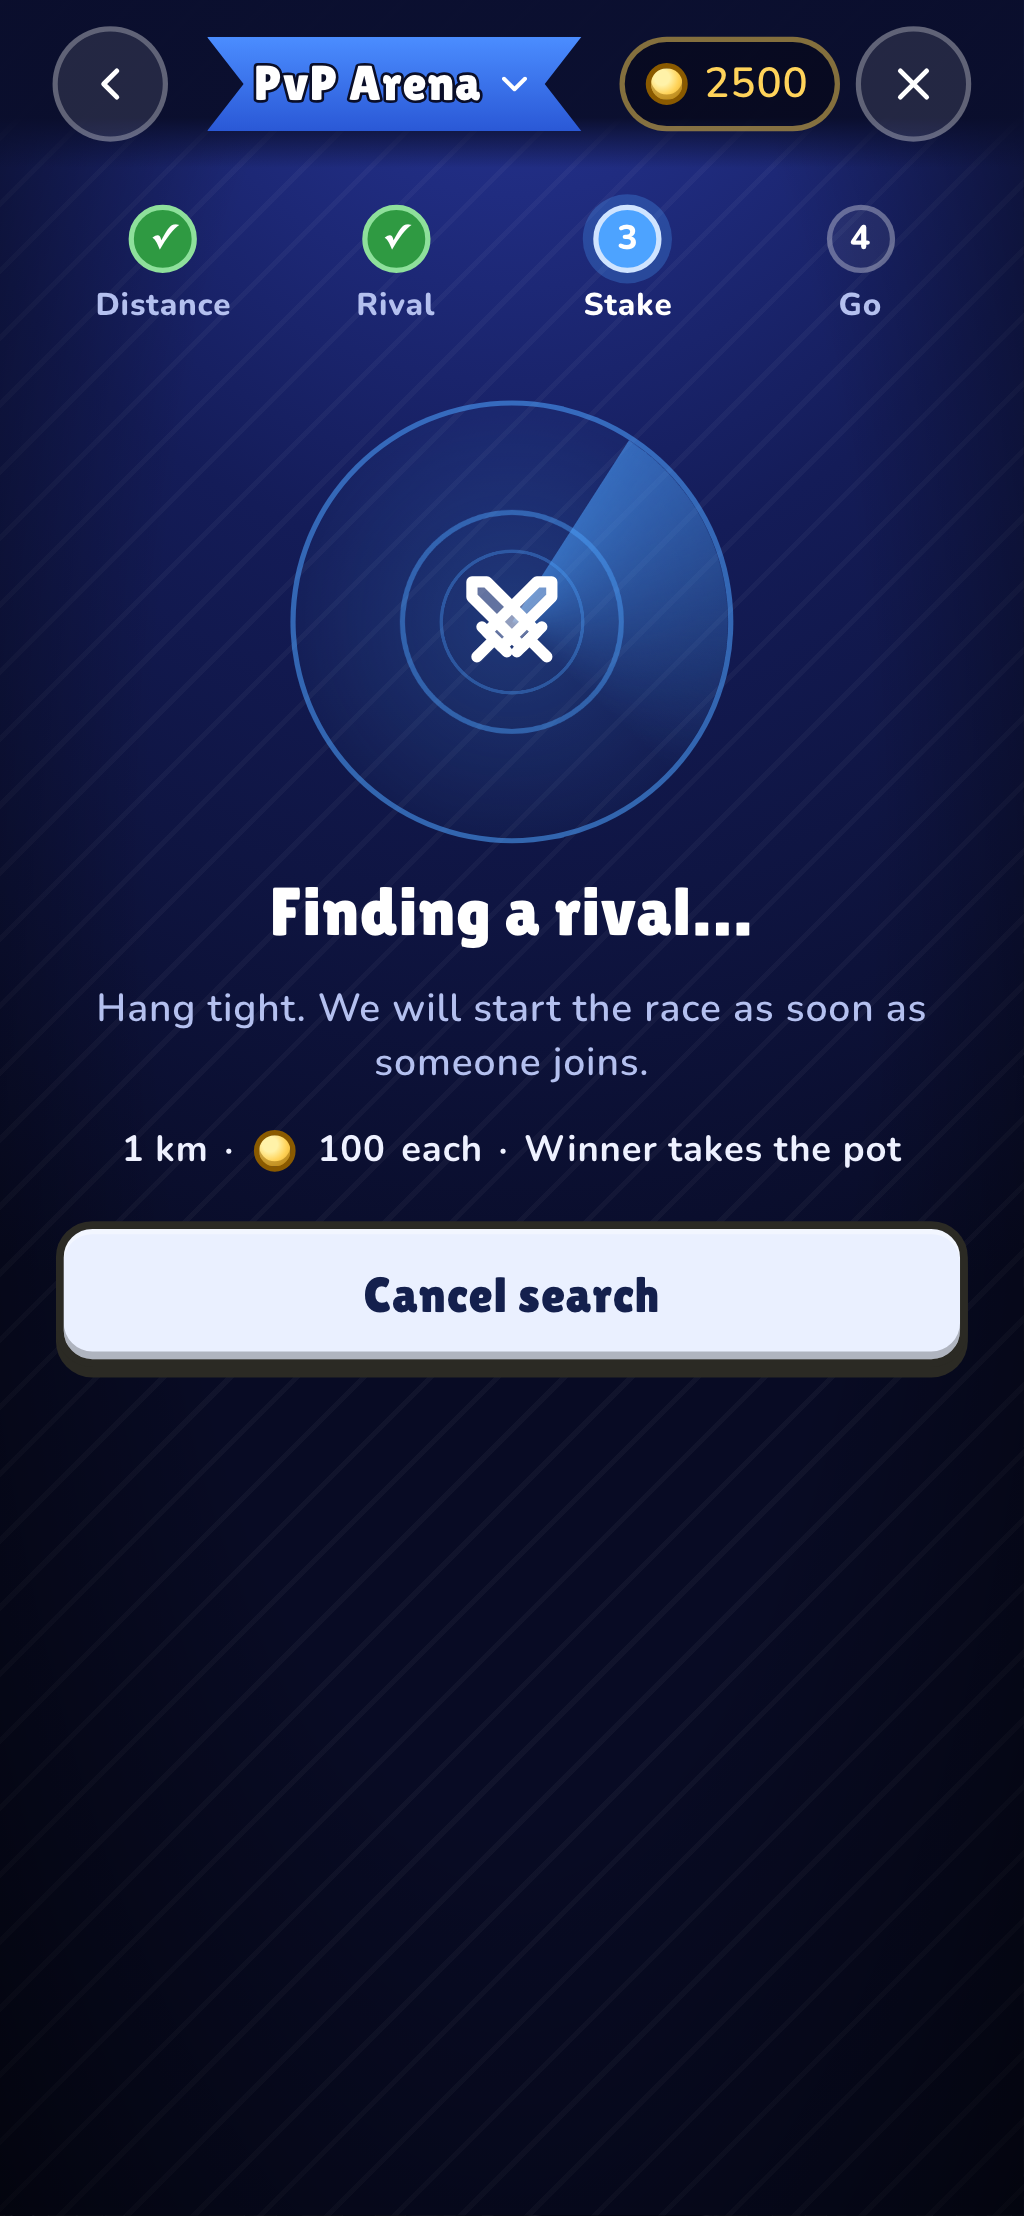 PvP Arena
2500
✓ ✓ 3 4
Distance Rival Stake Go
Finding a rival...
Hang tight. We will start the race as soon as
someone joins.
1 km · 100 each · Winner takes the pot
Cancel search